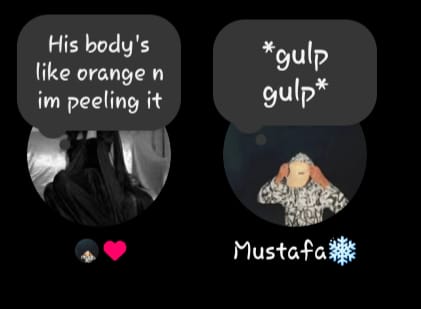 His body's
like orange n
im peeling it
*gulp
gulp*
Mustafa❄️